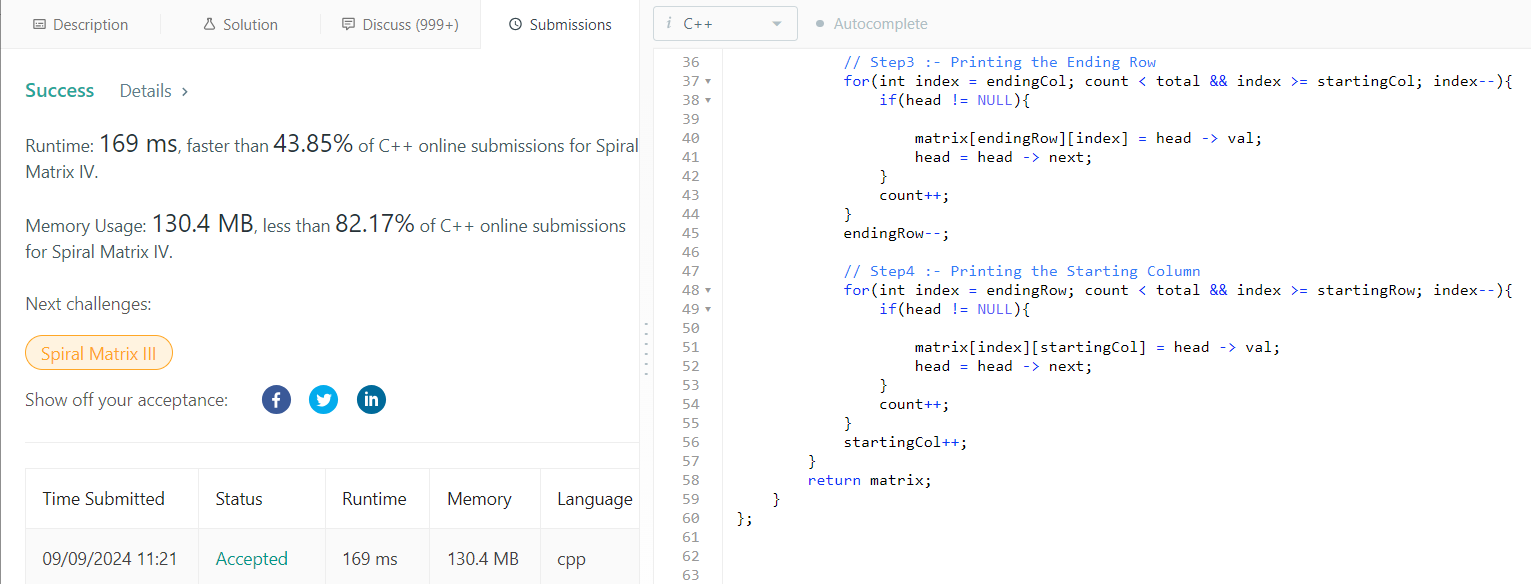 Description
Solution
Discuss (999+)
Submissions
Success
Details >
Runtime: 169 ms, faster than 43.85% of C++ online submissions for Spiral
Matrix IV.
Memory Usage: 130.4 MB, less than 82.17% of C++ online submissions
for Spiral Matrix IV.
Next challenges:
Spiral Matrix III
Show off your acceptance:
f
in
Time Submitted Status Runtime Memory Language
09/09/2024 11:21 Accepted 169 ms 130.4 MB cpp
i C++
Autocomplete
36 // Step3 :- Printing the Ending Row
37 for(int index = endingCol; count < total && index >= startingCol; index--){
38 if(head != NULL){
39
40 matrix[endingRow][index] = head -> val;
41 head = head -> next;
42 }
43 count++;
44 }
45 endingRow--;
46
47 // Step4 :- Printing the Starting Column
48 for(int index = endingRow; count < total && index >= startingRow; index--){
49 if(head != NULL){
50
51 matrix[index][startingCol] = head -> val;
52 head = head -> next;
53 }
54 count++;
55 }
56 startingCol++;
57 }
58 return matrix;
59 }
60 };
61
62
63